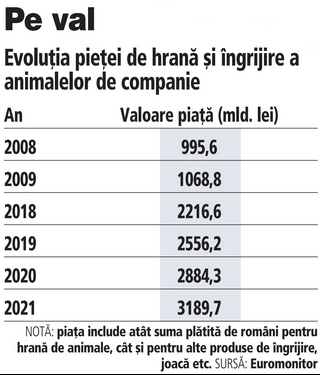 Pe val
Evoluția pieței de hrană și îngrijire a
animalelor de companie
An Valoare piață (mld. lei)
2008 995,6
2009 1068,8
2018 2216,6
2019 2556,2
2020 2884,3
2021 3189,7
NOTĂ: piața include atât suma plătită de români pentru
hrană de animale, cât și pentru alte produse de îngrijire,
joacă etc. SURSĂ: Euromonitor